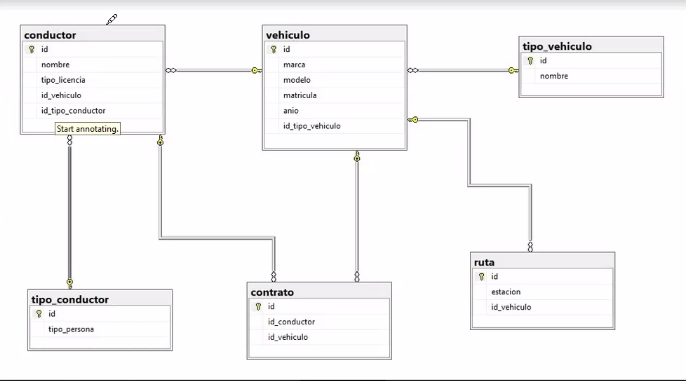 conductor
id
nombre
tipo_licencia
id_vehiculo
id_tipo_conductor
Start annotating.
vehiculo
id
marca
modelo
matricula
anio
id_tipo_vehiculo
tipo_vehiculo
id
nombre
tipo_conductor
id
tipo_persona
contrato
id
id_conductor
id_vehiculo
ruta
id
estacion
id_vehiculo